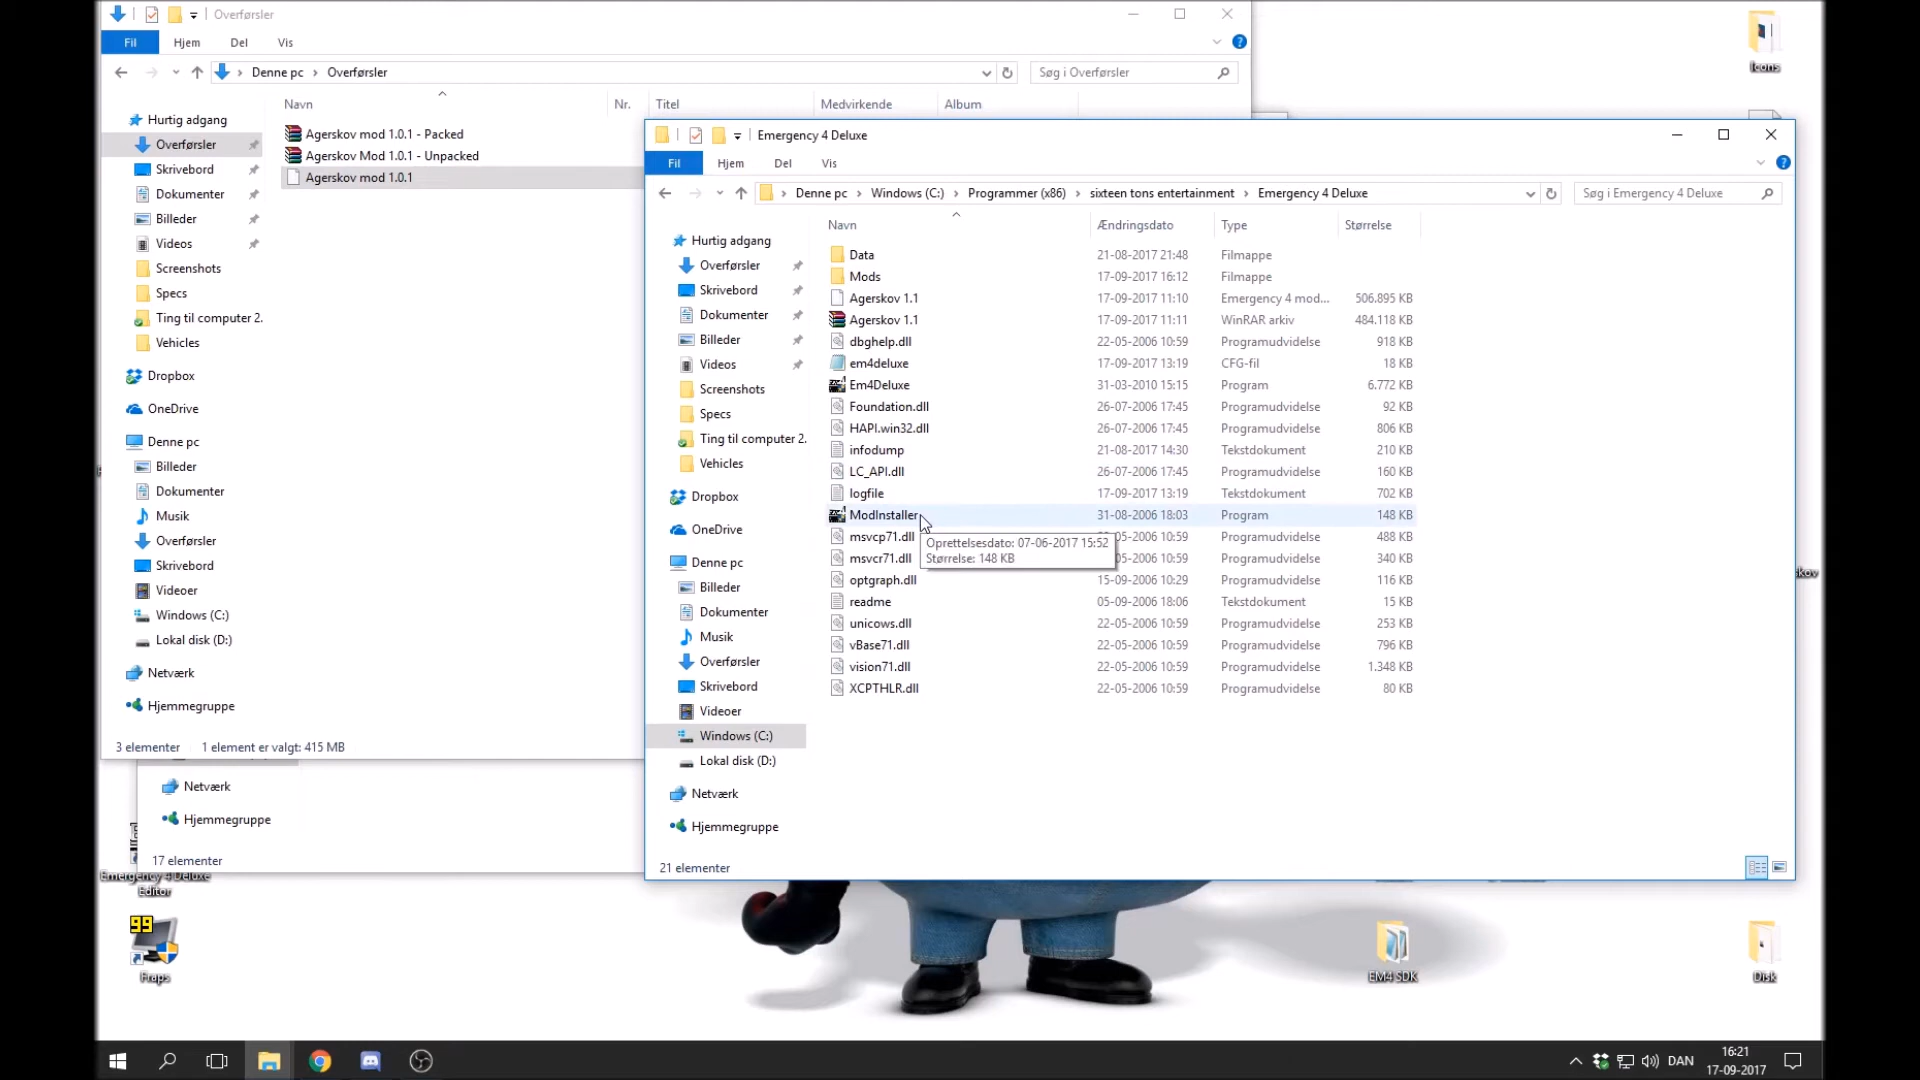 Overførsler
Fil Hjem Del Vis
Denne pc Overførsler
Søg i Overførsler
Navn Nr. Titel Medvirkende Album
Hurtig adgang
Overførsler
Skrivebord
Dokumenter
Billeder
Videos
Screenshots
Specs
Ting til computer 2.
Vehicles
Dropbox
OneDrive
Denne pc
Billeder
Dokumenter
Musik
Overførsler
Skrivebord
Videoer
Windows (C:)
Lokal disk (D:)
Netværk
Hjemmegruppe
Agerskov mod 1.0.1 - Packed
Agerskov Mod 1.0.1 - Unpacked
Agerskov mod 1.0.1
3 elementer 1 element er valgt: 415 MB
Netværk
Hjemmegruppe
17 elementer
Emergency 4 Deluxe
Fil Hjem Del Vis
Denne pc Windows (C:) Programmer (x86) sixteen tons entertainment Emergency 4 Deluxe
Søg i Emergency 4 Deluxe
Navn Ændringsdato Type Størrelse
Hurtig adgang
Overførsler
Skrivebord
Dokumenter
Billeder
Videos
Screenshots
Specs
Ting til computer 2.
Vehicles
Dropbox
OneDrive
Denne pc
Billeder
Dokumenter
Musik
Overførsler
Skrivebord
Videoer
Windows (C:)
Lokal disk (D:)
Netværk
Hjemmegruppe
Data 21-08-2017 21:48 Filmappe
Mods 17-09-2017 16:12 Filmappe
Agerskov 1.1 17-09-2017 11:10 Emergency 4 mod... 506.895 KB
Agerskov 1.1 17-09-2017 11:11 WinRAR arkiv 484.118 KB
dbghelp.dll 22-05-2006 10:59 Programudvidelse 918 KB
em4deluxe 17-09-2017 13:19 CFG-fil 18 KB
Em4Deluxe 31-03-2010 15:15 Program 6.772 KB
Foundation.dll 26-07-2006 17:45 Programudvidelse 92 KB
HAPI.win32.dll 26-07-2006 17:45 Programudvidelse 806 KB
infodump 21-08-2017 14:30 Tekstdokument 210 KB
LC_API.dll 26-07-2006 17:45 Programudvidelse 160 KB
logfile 17-09-2017 13:19 Tekstdokument 702 KB
ModInstaller 31-08-2006 18:03 Program 148 KB
msvcp71.dll 05-2006 10:59 Programudvidelse 488 KB
msvcr71.dll 05-2006 10:59 Programudvidelse 340 KB
Oprettelsesdato: 07-06-2017 15:52
Størrelse: 148 KB
optgraph.dll 15-09-2006 10:29 Programudvidelse 116 KB
readme 05-09-2006 18:06 Tekstdokument 15 KB
unicows.dll 22-05-2006 10:59 Programudvidelse 253 KB
vBase71.dll 22-05-2006 10:59 Programudvidelse 796 KB
vision71.dll 22-05-2006 10:59 Programudvidelse 1.348 KB
XCPTHLR.dll 22-05-2006 10:59 Programudvidelse 80 KB
21 elementer
Icons
Emergency 4 Deluxe
Editor
99
Fraps
EM4 SDK
Disk
DAN
16:21
17-09-2017